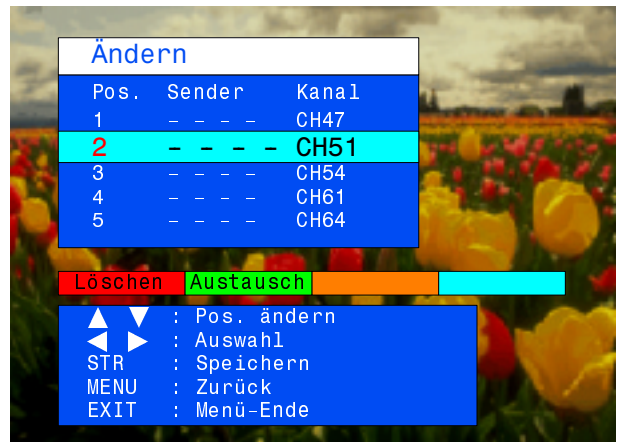 Ändern
Pos. Sender Kanal
1 – – – – CH47
2 – – – – CH51
3 – – – – CH54
4 – – – – CH61
5 – – – – CH64
Löschen Austausch
▲ ▼ : Pos. ändern
◀ ▶ : Auswahl
STR : Speichern
MENU : Zurück
EXIT : Menü–Ende